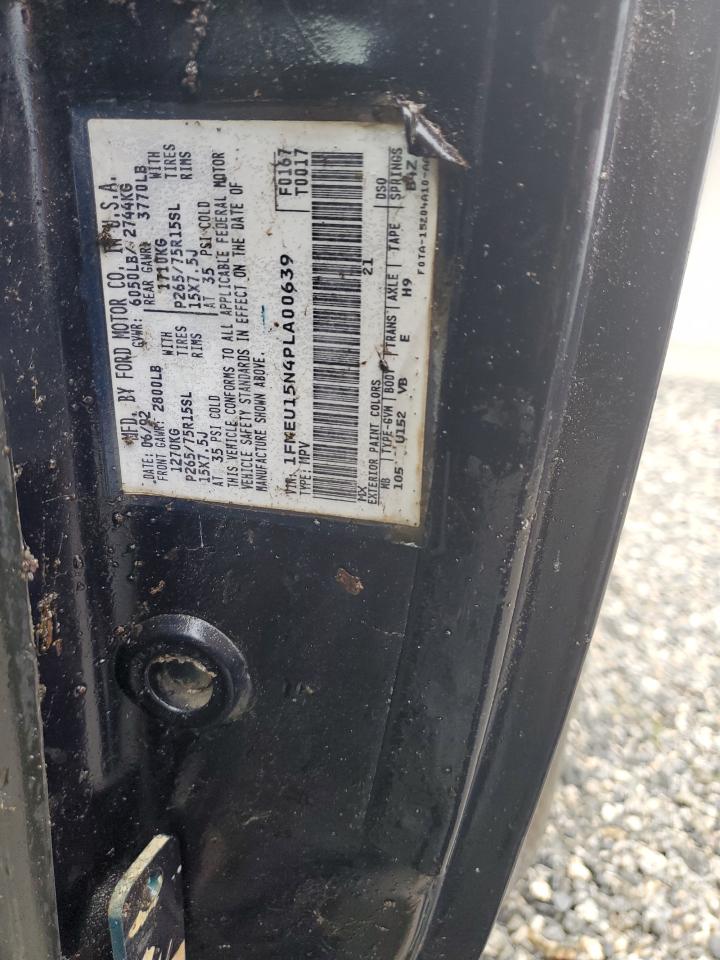 MFD. BY FORD MOTOR CO. IN U.S.A.
DATE: 06/92 GVWR: 6050LB/ 2744KG
FRONT GAWR: 2800LB REAR GAWR: 3770LB
1270KG WITH 1710KG WITH
P265/75R15SL TIRES P265/75R15SL TIRES
15X7.5J RIMS 15X7.5J RIMS
AT 35 PSI COLD AT 35 PSI COLD
THIS VEHICLE CONFORMS TO ALL APPLICABLE FEDERAL MOTOR
VEHICLE SAFETY STANDARDS IN EFFECT ON THE DATE OF
MANUFACTURE SHOWN ABOVE.
VIN: 1FMEU15N4PLA00639 F0167
TYPE: MPV T0017
MX 21
EXTERIOR PAINT COLORS DSO
WB TYPE-GVW BODY TRANS AXLE TAPE SPRINGS
105 U152 VB E H9 B4Z